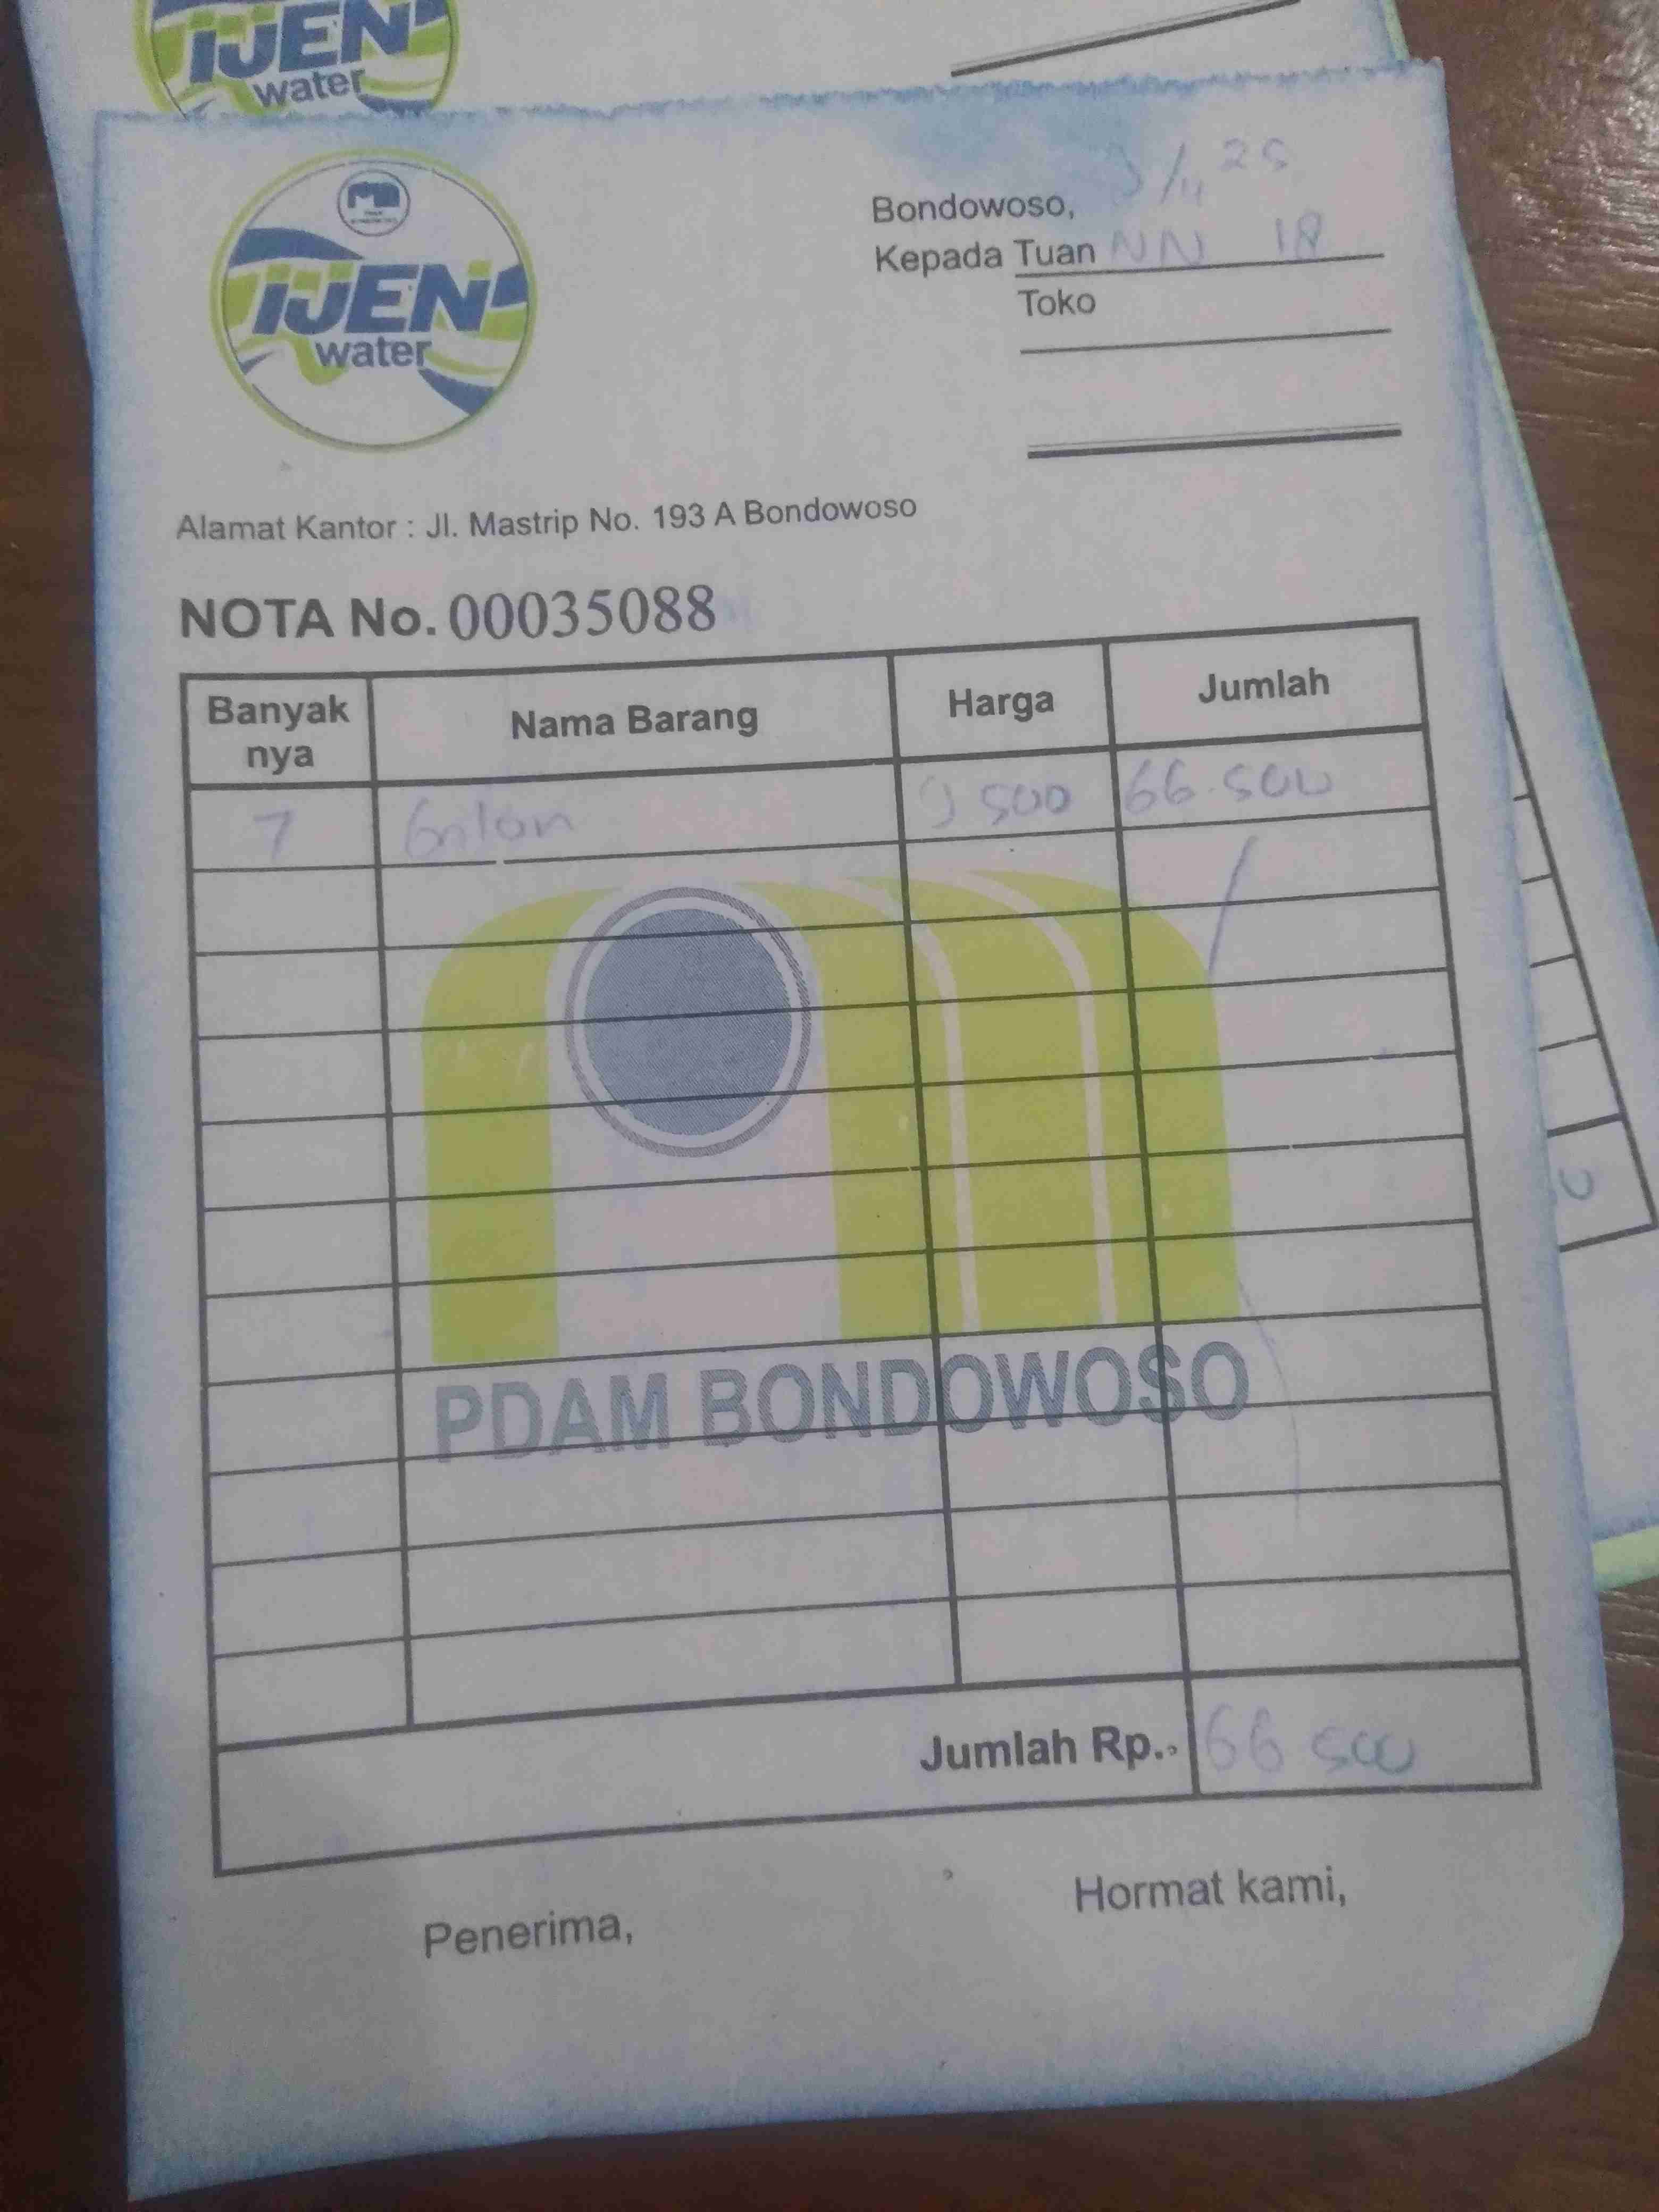 IJEN
water
IJEN
water
Bondowoso, 3/11 25
Kepada Tuan NN 18
Toko
Alamat Kantor : Jl. Mastrip No. 193 A Bondowoso
NOTA No. 00035088
Banyak nya Nama Barang Harga Jumlah
7 Galon 9 500 66.500
PDAM BONDOWOSO
Jumlah Rp. 66 500
Penerima, Hormat kami,